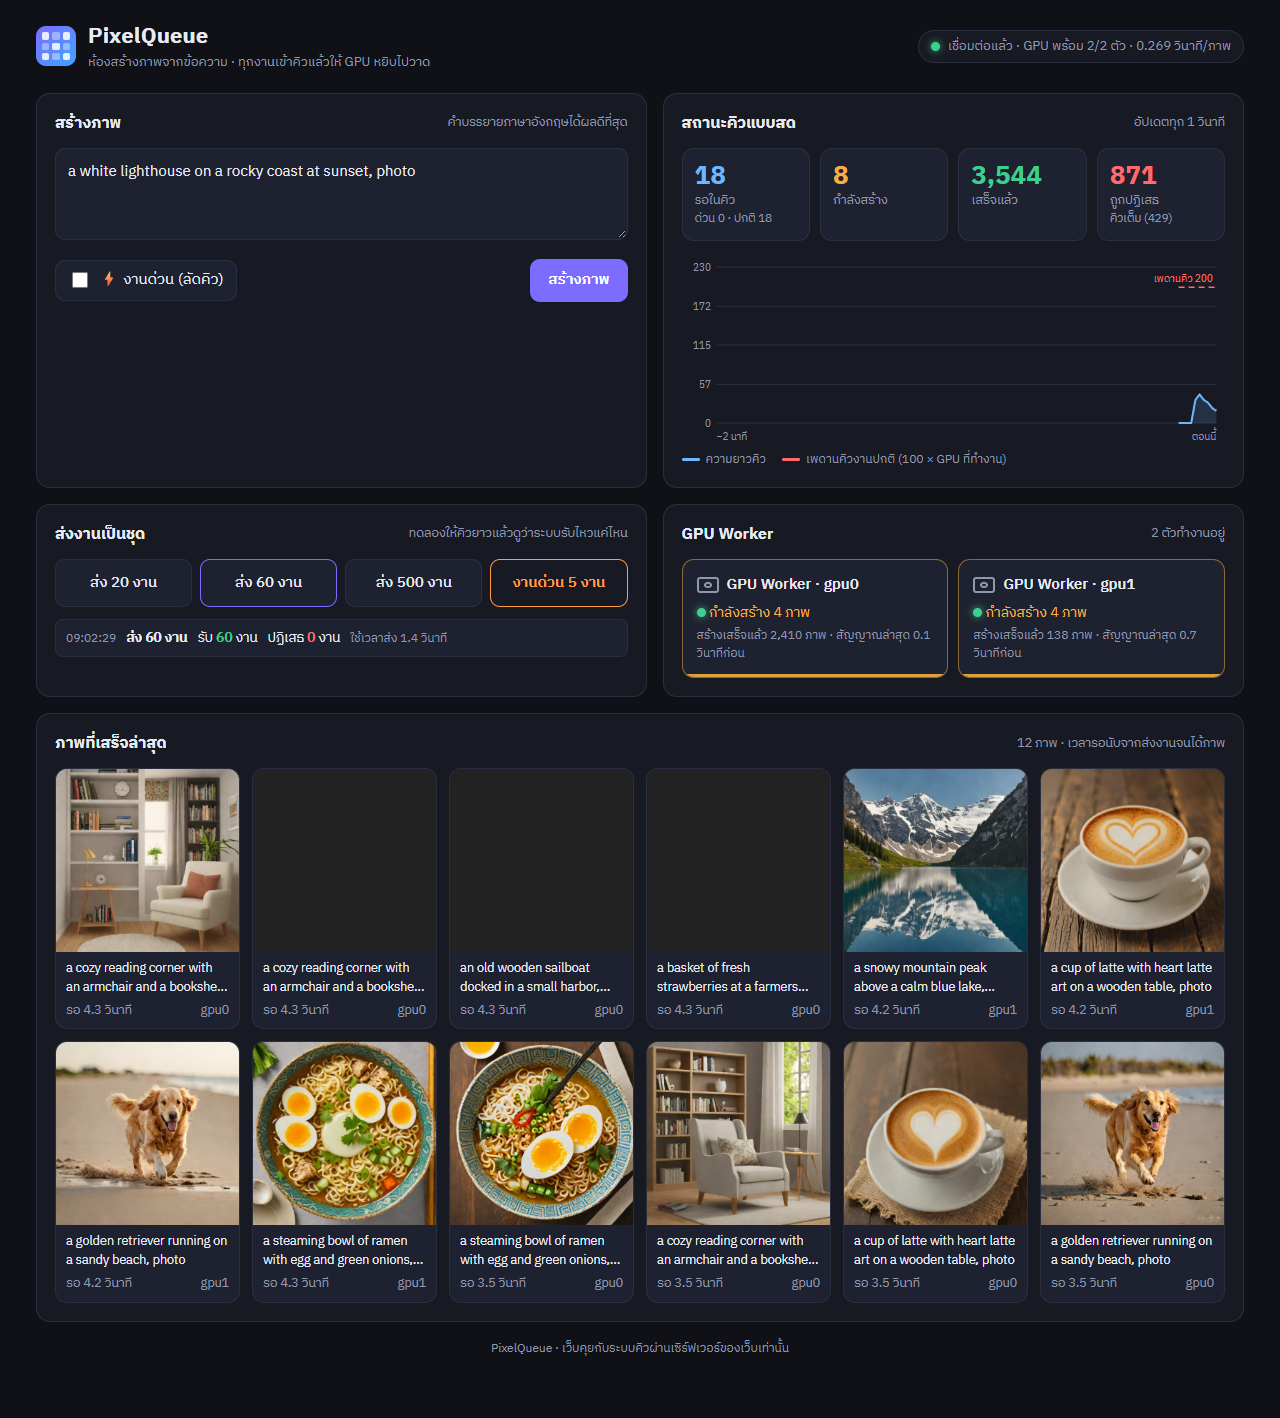 PixelQueue
ห้องสร้างภาพจากข้อความ · ทุกงานเข้าคิวแล้วให้ GPU หยิบไปวาด
เชื่อมต่อแล้ว · GPU พร้อม 2/2 ตัว · 0.269 วินาที/ภาพ
สร้างภาพ
คำบรรยายภาษาอังกฤษได้ผลดีที่สุด
a white lighthouse on a rocky coast at sunset, photo
งานด่วน (ลัดคิว)
สร้างภาพ
สถานะคิวแบบสด
อัปเดตทุก 1 วินาที
18
รอในคิว
ด่วน 0 · ปกติ 18
8
กำลังสร้าง
3,544
เสร็จแล้ว
871
ถูกปฏิเสธ
คิวเต็ม (429)
230
เพดานคิว 200
172
115
57
0
−2 นาที
ตอนนี้
ความยาวคิว
เพดานคิวงานปกติ (100 × GPU ที่ทำงาน)
ส่งงานเป็นชุด
ทดลองให้คิวยาวแล้วดูว่าระบบรับไหวแค่ไหน
ส่ง 20 งาน
ส่ง 60 งาน
ส่ง 500 งาน
งานด่วน 5 งาน
09:02:29 ส่ง 60 งาน รับ 60 งาน ปฏิเสธ 0 งาน ใช้เวลาส่ง 1.4 วินาที
GPU Worker
2 ตัวทำงานอยู่
GPU Worker · gpu0
กำลังสร้าง 4 ภาพ
สร้างเสร็จแล้ว 2,410 ภาพ · สัญญาณล่าสุด 0.1
วินาทีก่อน
GPU Worker · gpu1
กำลังสร้าง 4 ภาพ
สร้างเสร็จแล้ว 138 ภาพ · สัญญาณล่าสุด 0.7
วินาทีก่อน
ภาพที่เสร็จล่าสุด
12 ภาพ · เวลารอนับจากส่งงานจนได้ภาพ
a cozy reading corner with
an armchair and a bookshe...
รอ 4.3 วินาที gpu0
a cozy reading corner with
an armchair and a bookshe...
รอ 4.3 วินาที gpu0
an old wooden sailboat
docked in a small harbor,...
รอ 4.3 วินาที gpu0
a basket of fresh
strawberries at a farmers...
รอ 4.3 วินาที gpu0
a snowy mountain peak
above a calm blue lake,...
รอ 4.2 วินาที gpu1
a cup of latte with heart latte
art on a wooden table, photo
รอ 4.2 วินาที gpu1
a golden retriever running on
a sandy beach, photo
รอ 4.2 วินาที gpu1
a steaming bowl of ramen
with egg and green onions,...
รอ 4.3 วินาที gpu1
a steaming bowl of ramen
with egg and green onions,...
รอ 3.5 วินาที gpu0
a cozy reading corner with
an armchair and a bookshe...
รอ 3.5 วินาที gpu0
a cup of latte with heart latte
art on a wooden table, photo
รอ 3.5 วินาที gpu0
a golden retriever running on
a sandy beach, photo
รอ 3.5 วินาที gpu0
PixelQueue · เว็บคุยกับระบบคิวผ่านเซิร์ฟเวอร์ของเว็บเท่านั้น